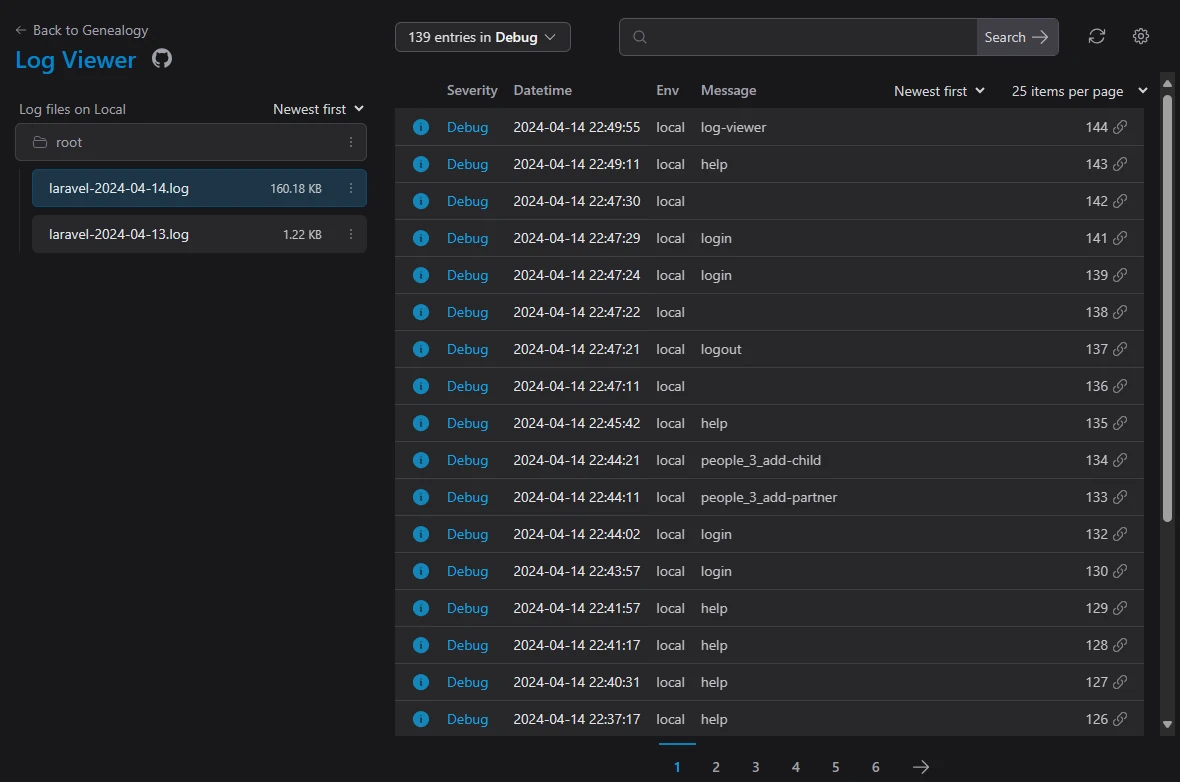 Back to Genealogy
Log Viewer
Log files on Local Newest first
root
laravel-2024-04-14.log 160.18 KB
laravel-2024-04-13.log 1.22 KB
139 entries in Debug Search
Severity Datetime Env Message Newest first 25 items per page
Debug 2024-04-14 22:49:55 local log-viewer 144
Debug 2024-04-14 22:49:11 local help 143
Debug 2024-04-14 22:47:30 local 142
Debug 2024-04-14 22:47:29 local login 141
Debug 2024-04-14 22:47:24 local login 139
Debug 2024-04-14 22:47:22 local 138
Debug 2024-04-14 22:47:21 local logout 137
Debug 2024-04-14 22:47:11 local 136
Debug 2024-04-14 22:45:42 local help 135
Debug 2024-04-14 22:44:21 local people_3_add-child 134
Debug 2024-04-14 22:44:11 local people_3_add-partner 133
Debug 2024-04-14 22:44:02 local login 132
Debug 2024-04-14 22:43:57 local login 130
Debug 2024-04-14 22:41:57 local help 129
Debug 2024-04-14 22:41:17 local help 128
Debug 2024-04-14 22:40:31 local help 127
Debug 2024-04-14 22:37:17 local help 126
1 2 3 4 5 6